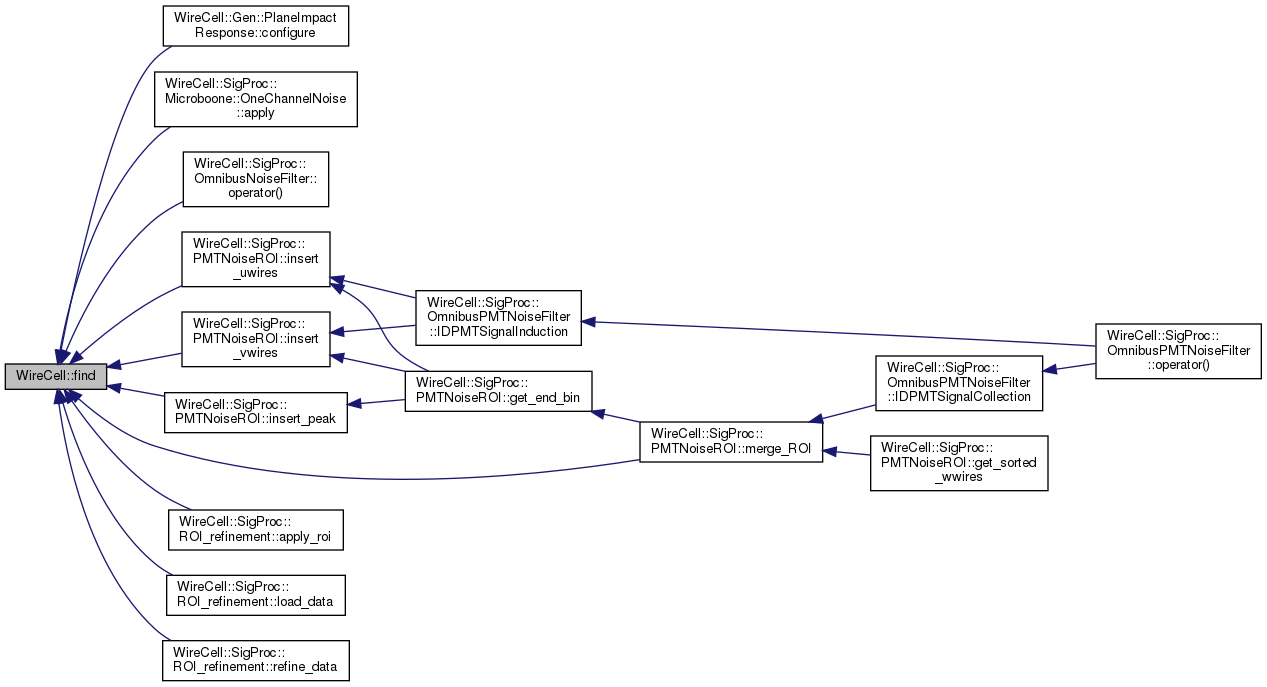 WireCell::Gen::PlaneImpact
Response::configure
WireCell::SigProc::
Microboone::OneChannelNoise
::apply
WireCell::SigProc::
OmnibusNoiseFilter::
operator()
WireCell::SigProc::
PMTNoiseROI::insert
_uwires
WireCell::SigProc::
PMTNoiseROI::insert
_vwires
WireCell::find
WireCell::SigProc::
PMTNoiseROI::insert_peak
WireCell::SigProc::
ROI_refinement::apply_roi
WireCell::SigProc::
ROI_refinement::load_data
WireCell::SigProc::
ROI_refinement::refine_data
WireCell::SigProc::
OmnibusPMTNoiseFilter
::IDPMTSignalInduction
WireCell::SigProc::
PMTNoiseROI::get_end_bin
WireCell::SigProc::
PMTNoiseROI::merge_ROI
WireCell::SigProc::
OmnibusPMTNoiseFilter
::IDPMTSignalCollection
WireCell::SigProc::
PMTNoiseROI::get_sorted
_wwires
WireCell::SigProc::
OmnibusPMTNoiseFilter
::operator()